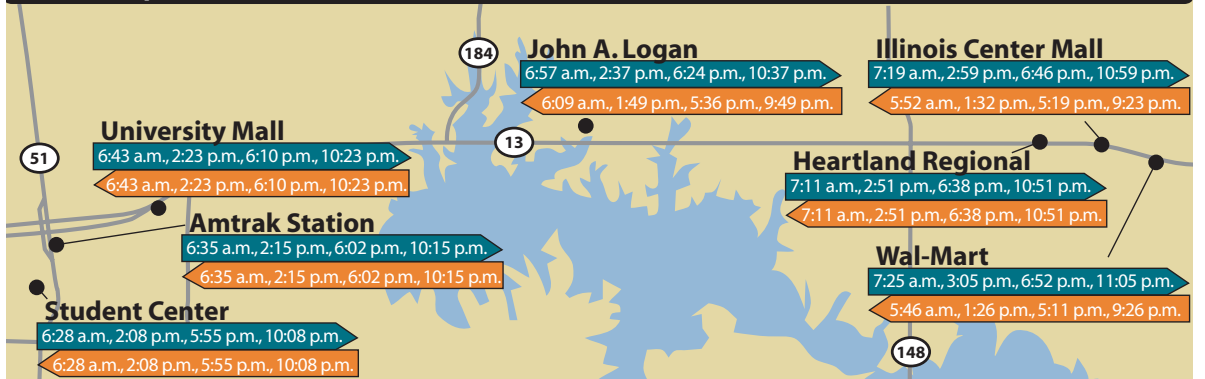 184
John A. Logan
6:57 a.m., 2:37 p.m., 6:24 p.m., 10:37 p.m.
6:09 a.m., 1:49 p.m., 5:36 p.m., 9:49 p.m.
Illinois Center Mall
7:19 a.m., 2:59 p.m., 6:46 p.m., 10:59 p.m.
5:52 a.m., 1:32 p.m., 5:19 p.m., 9:23 p.m.
University Mall
6:43 a.m., 2:23 p.m., 6:10 p.m., 10:23 p.m.
6:43 a.m., 2:23 p.m., 6:10 p.m., 10:23 p.m.
51
13
Heartland Regional
7:11 a.m., 2:51 p.m., 6:38 p.m., 10:51 p.m.
7:11 a.m., 2:51 p.m., 6:38 p.m., 10:51 p.m.
Amtrak Station
6:35 a.m., 2:15 p.m., 6:02 p.m., 10:15 p.m.
6:35 a.m., 2:15 p.m., 6:02 p.m., 10:15 p.m.
Wal-Mart
7:25 a.m., 3:05 p.m., 6:52 p.m., 11:05 p.m.
5:46 a.m., 1:26 p.m., 5:11 p.m., 9:26 p.m.
Student Center
6:28 a.m., 2:08 p.m., 5:55 p.m., 10:08 p.m.
6:28 a.m., 2:08 p.m., 5:55 p.m., 10:08 p.m.
148